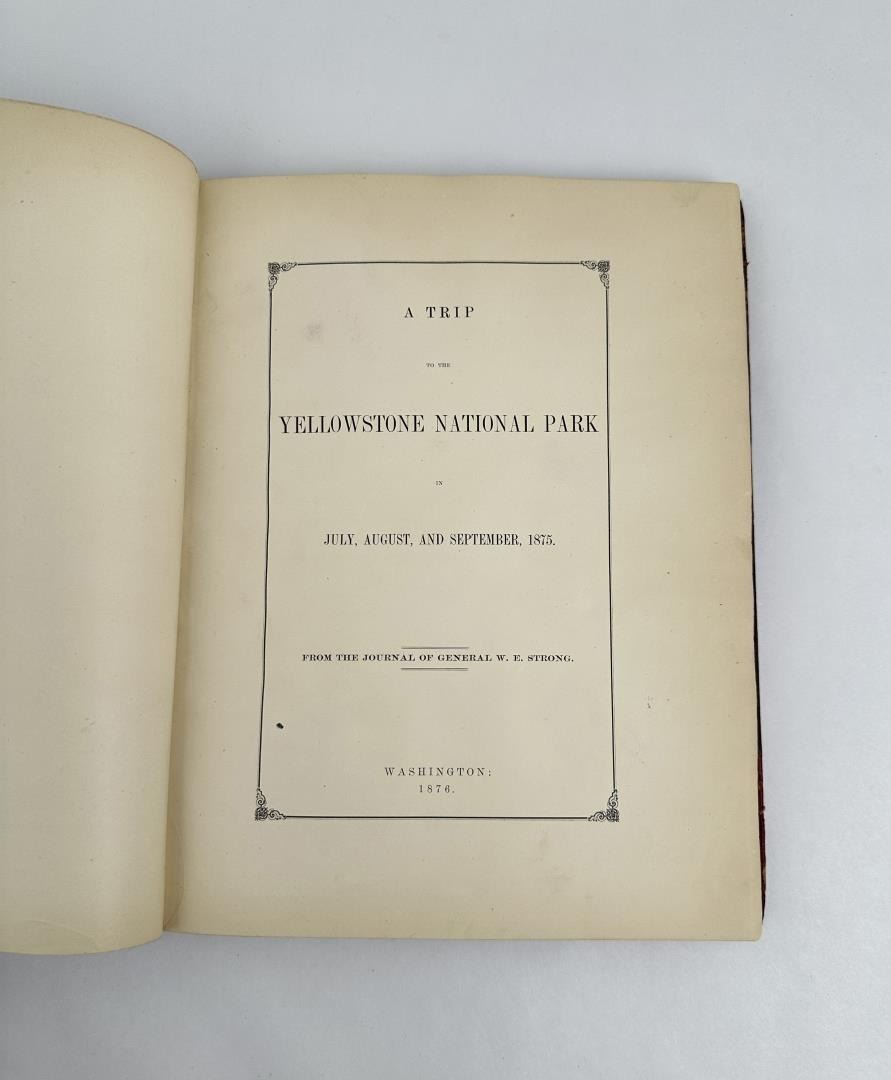 A TRIP
TO THE
YELLOWSTONE NATIONAL PARK
IN
JULY, AUGUST, AND SEPTEMBER, 1875.
FROM THE JOURNAL OF GENERAL W. E. STRONG.
WASHINGTON:
1876.